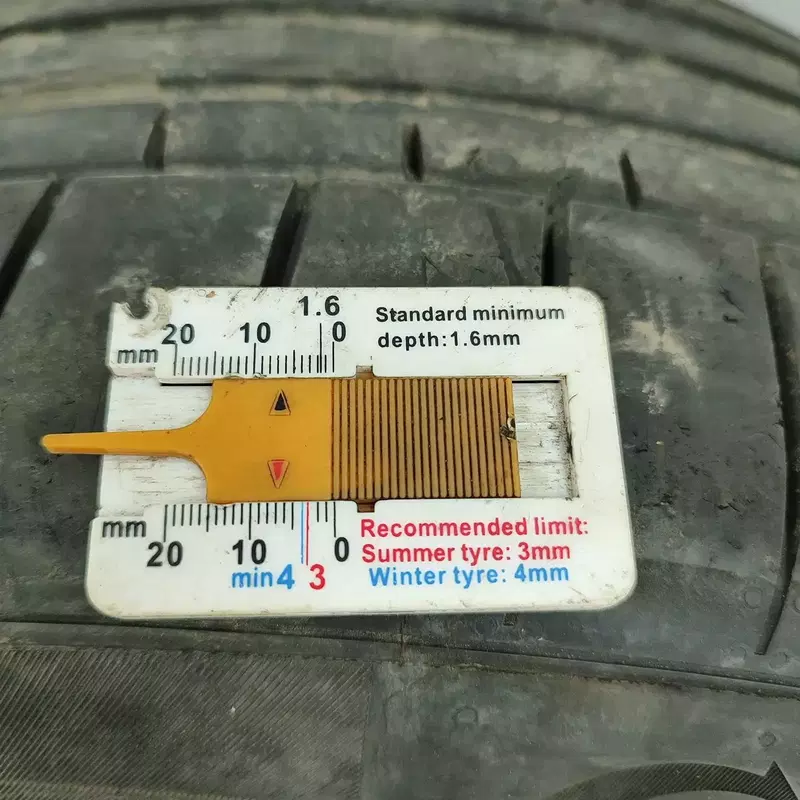 1.6
20 10 0
mm
Standard minimum
depth:1.6mm
mm
20 10 0
min4 3
Recommended limit:
Summer tyre: 3mm
Winter tyre: 4mm